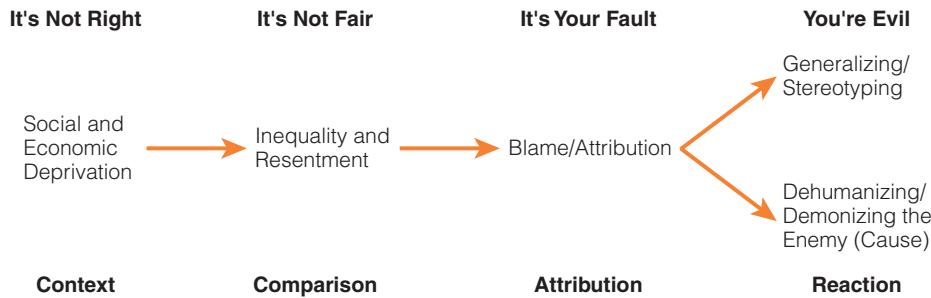 It's Not Right
It's Not Fair
It's Your Fault
You're Evil
Social and
Economic
Deprivation
Inequality and
Resentment
Blame/Attribution
Generalizing/
Stereotyping
Dehumanizing/
Demonizing the
Enemy (Cause)
Context
Comparison
Attribution
Reaction